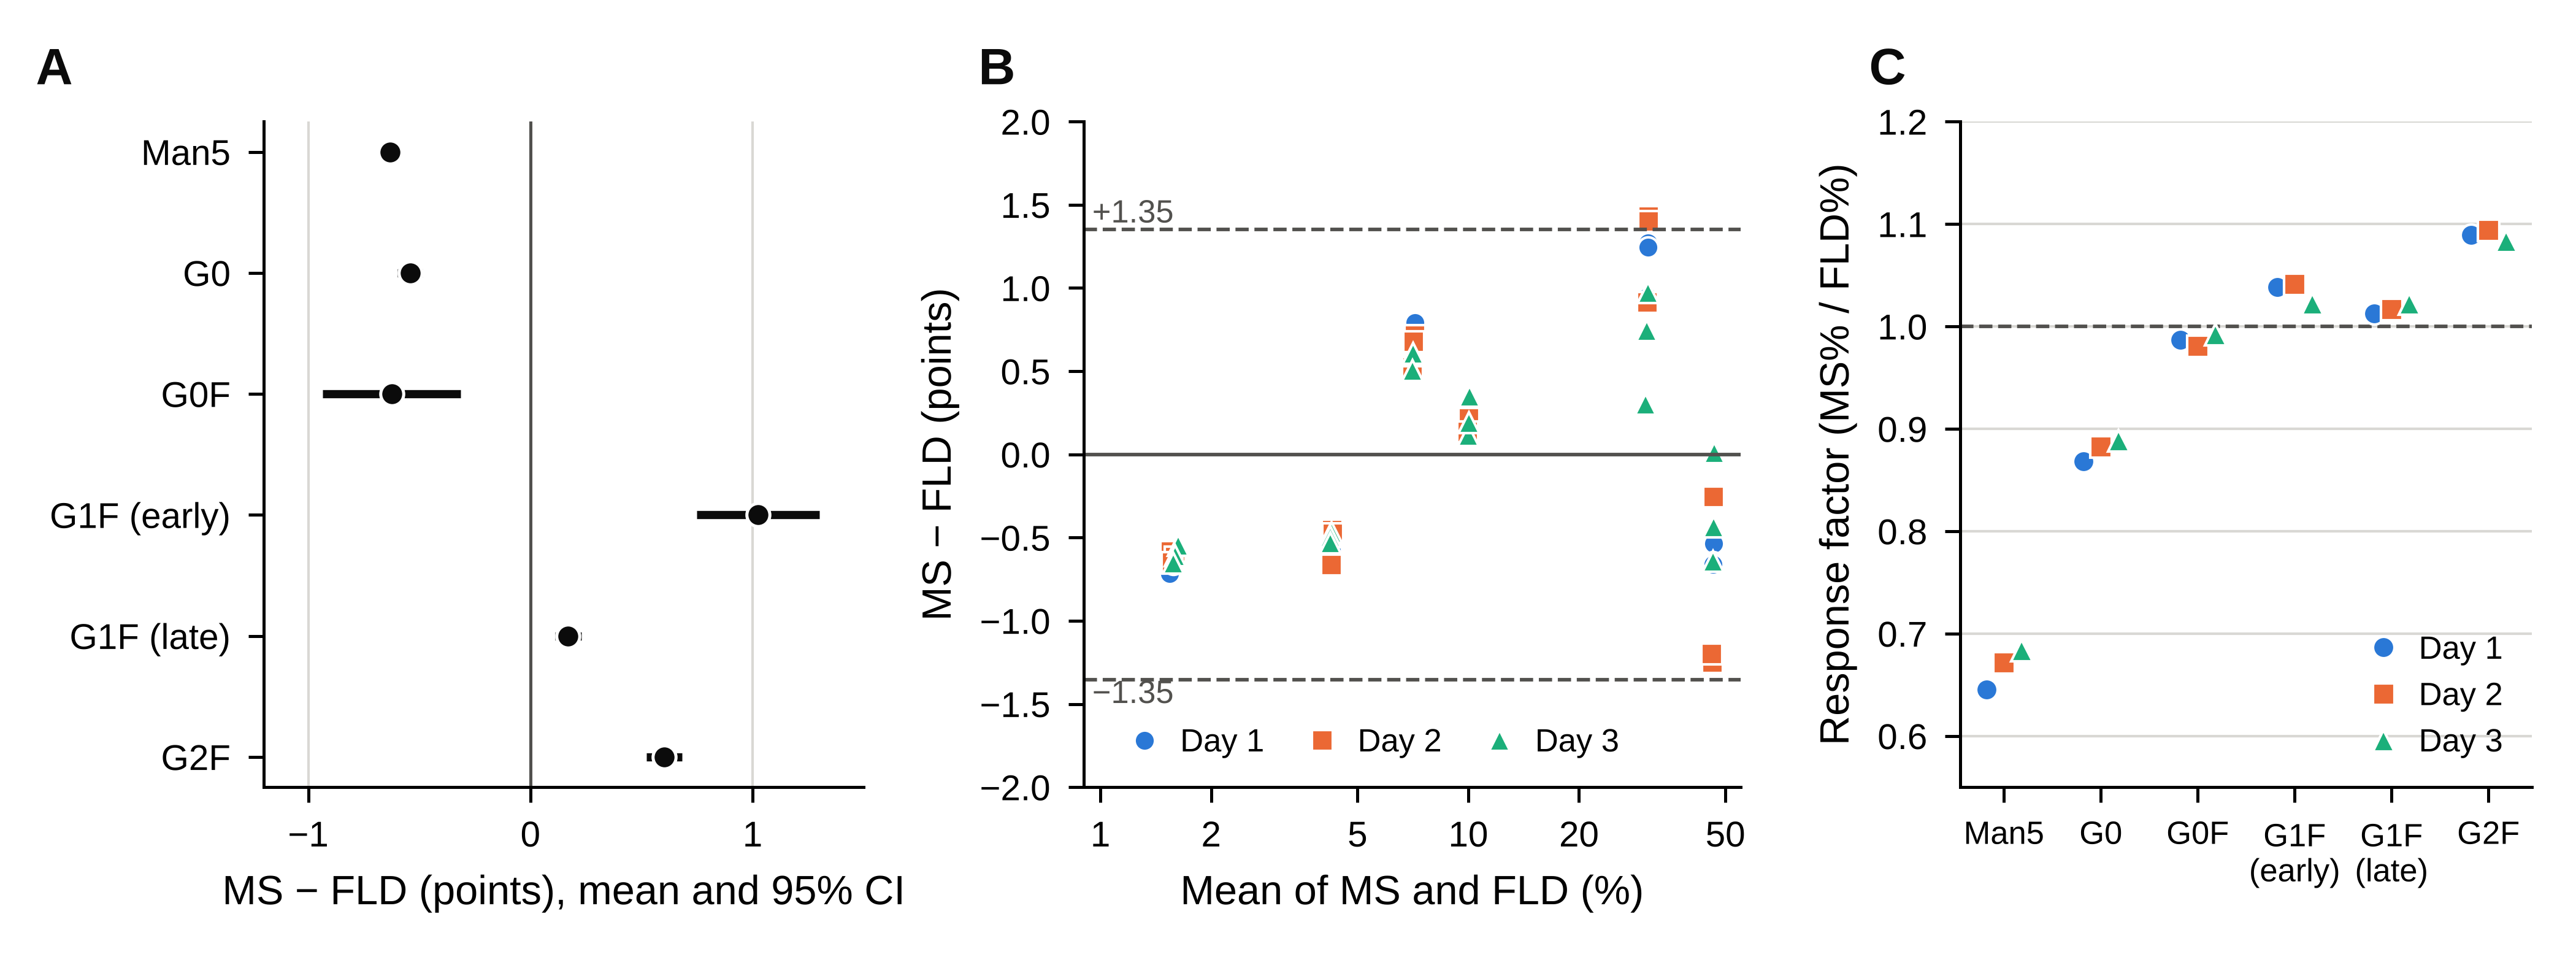 A
Man5
G0
G0F
G1F (early)
G1F (late)
G2F
−1
0
1
MS − FLD (points), mean and 95% CI
B
MS − FLD (points)
2.0
1.5
1.0
0.5
0.0
−0.5
−1.0
−1.5
−2.0
+1.35
−1.35
Day 1
Day 2
Day 3
1
2
5
10
20
50
Mean of MS and FLD (%)
C
Response factor (MS% / FLD%)
1.2
1.1
1.0
0.9
0.8
0.7
0.6
Day 1
Day 2
Day 3
Man5
G0
G0F
G1F
(early)
G1F
(late)
G2F